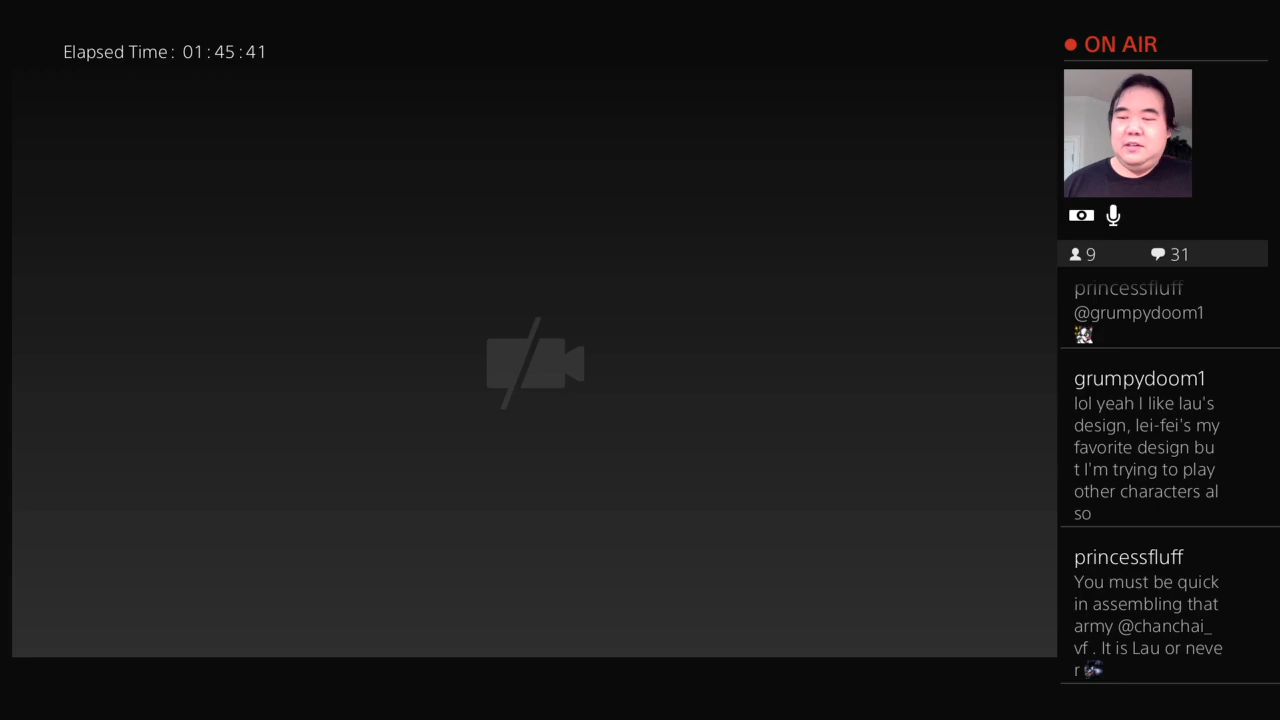 Elapsed Time: 01:45:41
ON AIR
9 31
princessfluff
@grumpydoom1
grumpydoom1
lol yeah I like lau's
design, lei-fei's my
favorite design bu
t I'm trying to play
other characters al
so
princessfluff
You must be quick
in assembling that
army @chanchai_
vf . It is Lau or neve
r